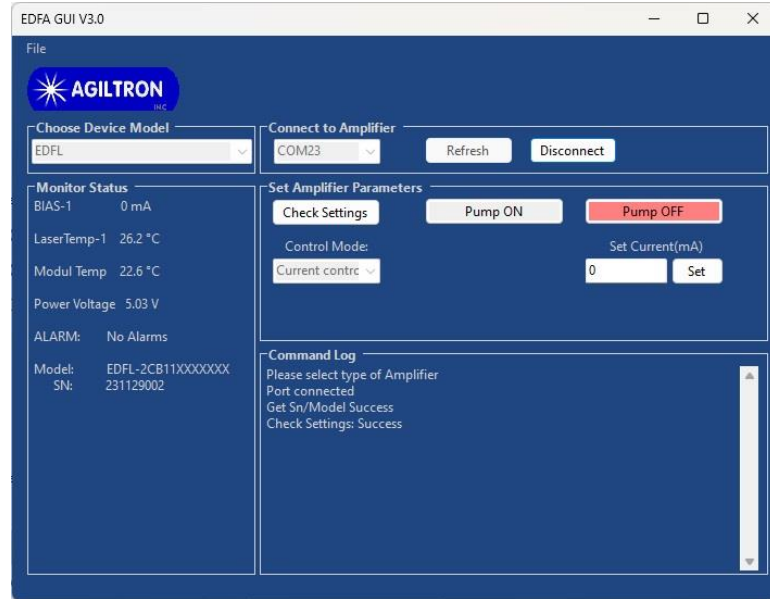 EDFA GUI V3.0
File
AGILTRON
INC
Choose Device Model
EDFL
Connect to Amplifier
COM23
Refresh
Disconnect
Monitor Status
BIAS-1 0 mA
LaserTemp-1 26.2 °C
Modul Temp 22.6 °C
Power Voltage 5.03 V
ALARM: No Alarms
Model: EDFL-2CB11XXXXXXX
SN: 231129002
Set Amplifier Parameters
Check Settings
Pump ON
Pump OFF
Control Mode:
Set Current(mA)
Current contrc
0
Set
Command Log
Please select type of Amplifier
Port connected
Get Sn/Model Success
Check Settings: Success